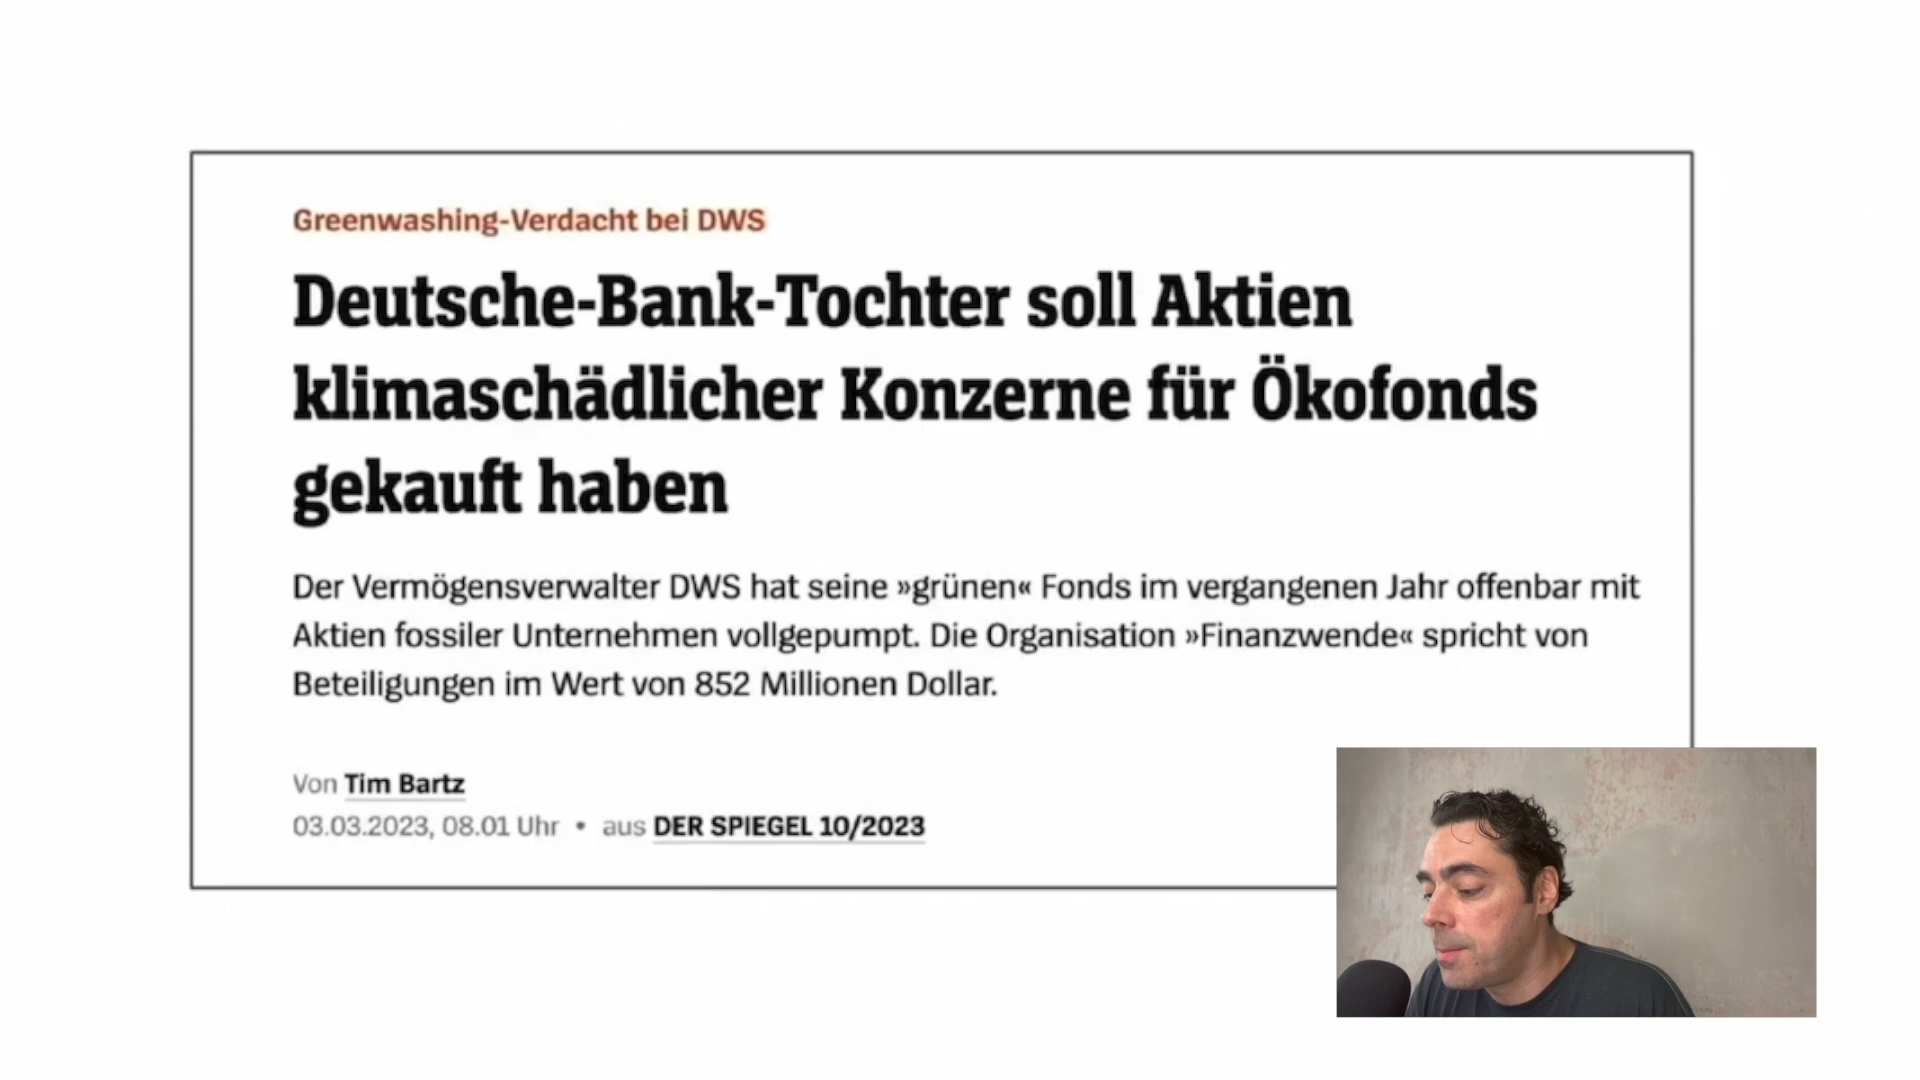 Greenwashing-Verdacht bei DWS
Deutsche-Bank-Tochter soll Aktien
klimaschädlicher Konzerne für Ökofonds
gekauft haben
Der Vermögensverwalter DWS hat seine »grünen« Fonds im vergangenen Jahr offenbar mit
Aktien fossiler Unternehmen vollgepumpt. Die Organisation »Finanzwende« spricht von
Beteiligungen im Wert von 852 Millionen Dollar.
Von Tim Bartz
03.03.2023, 08.01 Uhr • aus DER SPIEGEL 10/2023